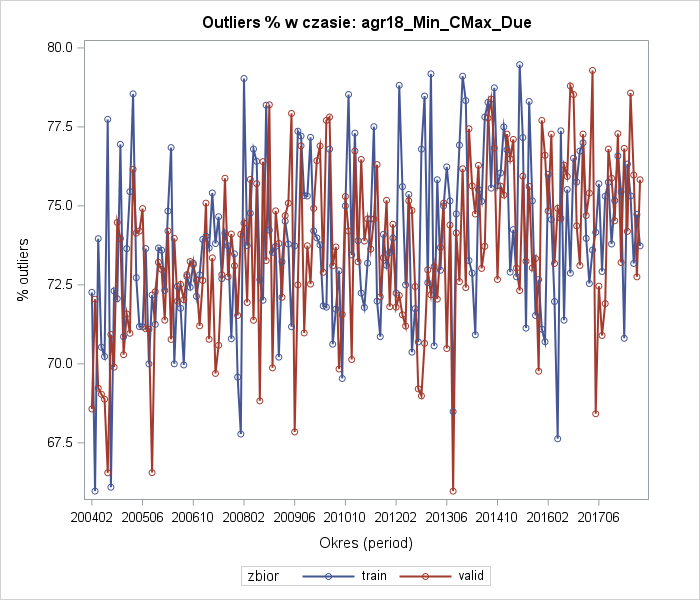 Outliers % w czasie: agr18_Min_CMax_Due
% outliers
80.0
77.5
75.0
72.5
70.0
67.5
200402 200506 200610 200802 200906 201010 201202 201306 201410 201602 201706
Okres (period)
zbior train valid